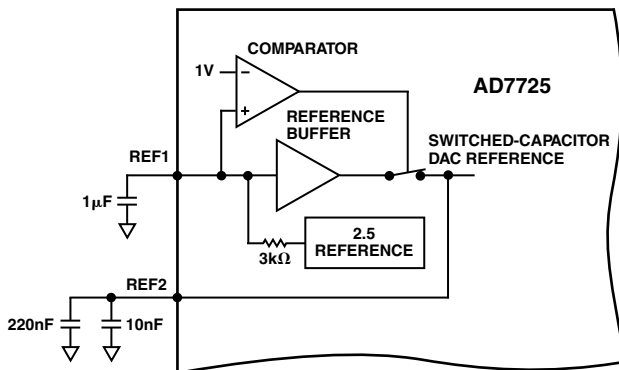 COMPARATOR
1V
−
+
AD7725
REFERENCE
BUFFER
SWITCHED-CAPACITOR
DAC REFERENCE
REF1
1μF
2.5
REFERENCE
3kΩ
REF2
220nF
10nF